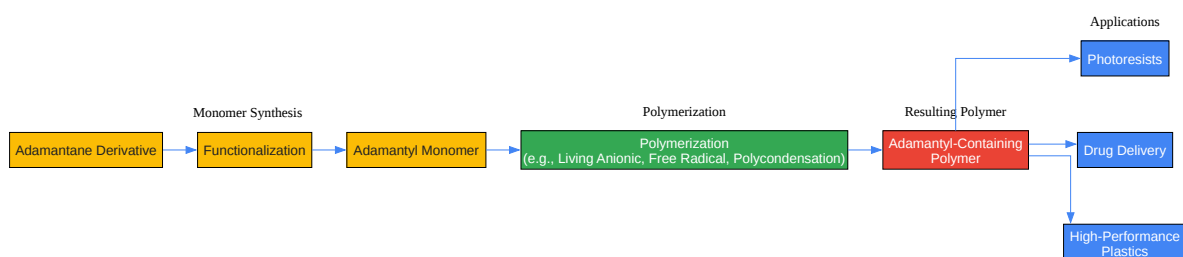 Applications
Photoresists
Monomer Synthesis
Polymerization
Resulting Polymer
Adamantane Derivative
Functionalization
Adamantyl Monomer
Polymerization
(e.g., Living Anionic, Free Radical, Polycondensation)
Adamantyl-Containing
Polymer
Drug Delivery
High-Performance
Plastics